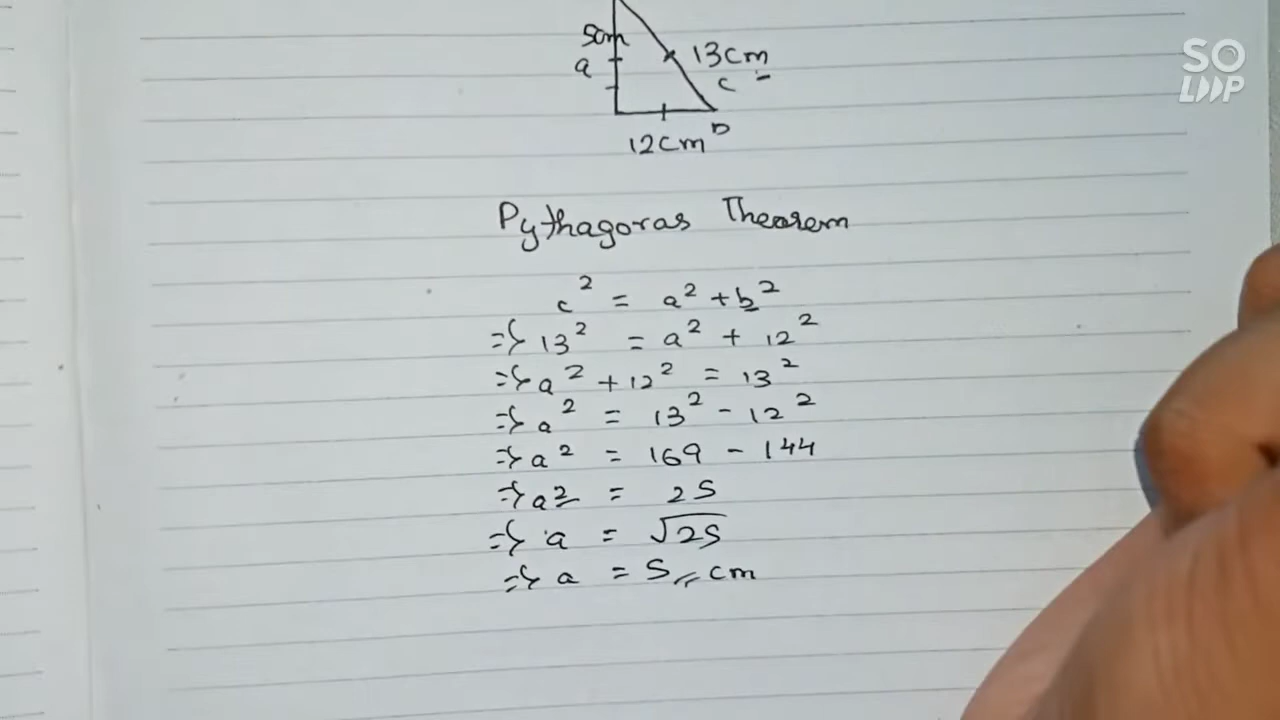 5cm
a
13cm
c
12cm b
Pythagoras Theorem
c² = a² + b²
=> 13² = a² + 12²
=> a² + 12² = 13²
=> a² = 13² - 12²
=> a² = 169 - 144
=> a² = 25
=> a = √25
=> a = 5 cm
SO
LOOP